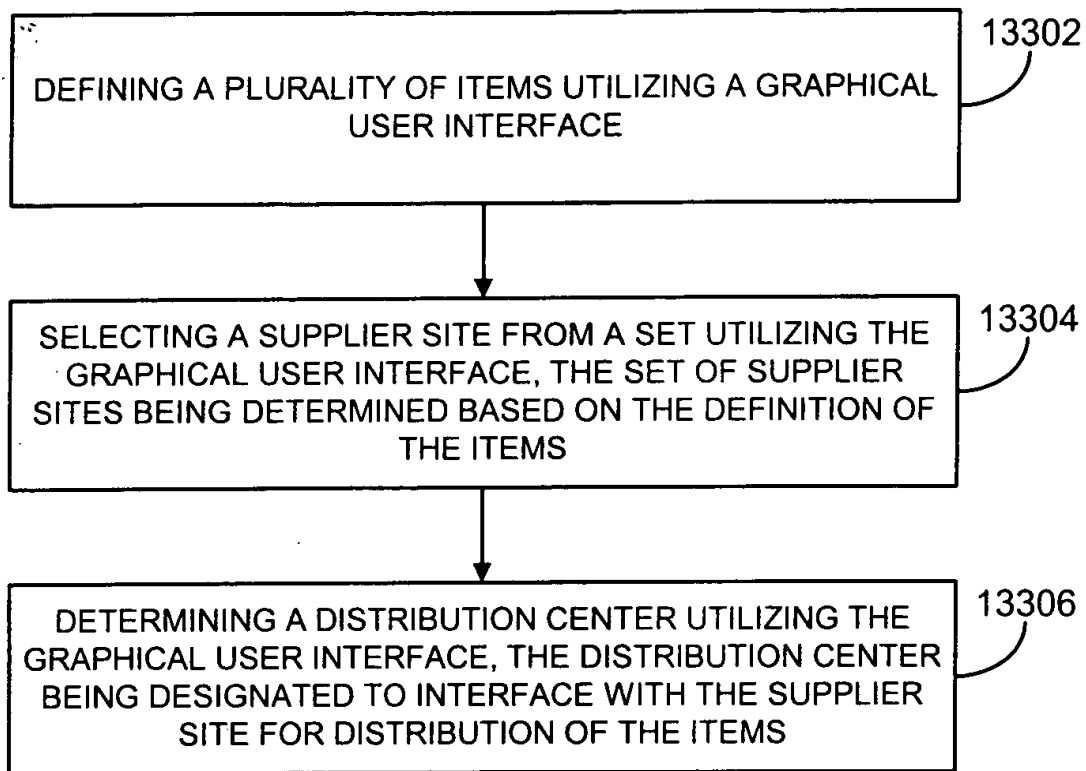 13302
DEFINING A PLURALITY OF ITEMS UTILIZING A GRAPHICAL
USER INTERFACE
13304
SELECTING A SUPPLIER SITE FROM A SET UTILIZING THE
GRAPHICAL USER INTERFACE, THE SET OF SUPPLIER
SITES BEING DETERMINED BASED ON THE DEFINITION OF
THE ITEMS
13306
DETERMINING A DISTRIBUTION CENTER UTILIZING THE
GRAPHICAL USER INTERFACE, THE DISTRIBUTION CENTER
BEING DESIGNATED TO INTERFACE WITH THE SUPPLIER
SITE FOR DISTRIBUTION OF THE ITEMS